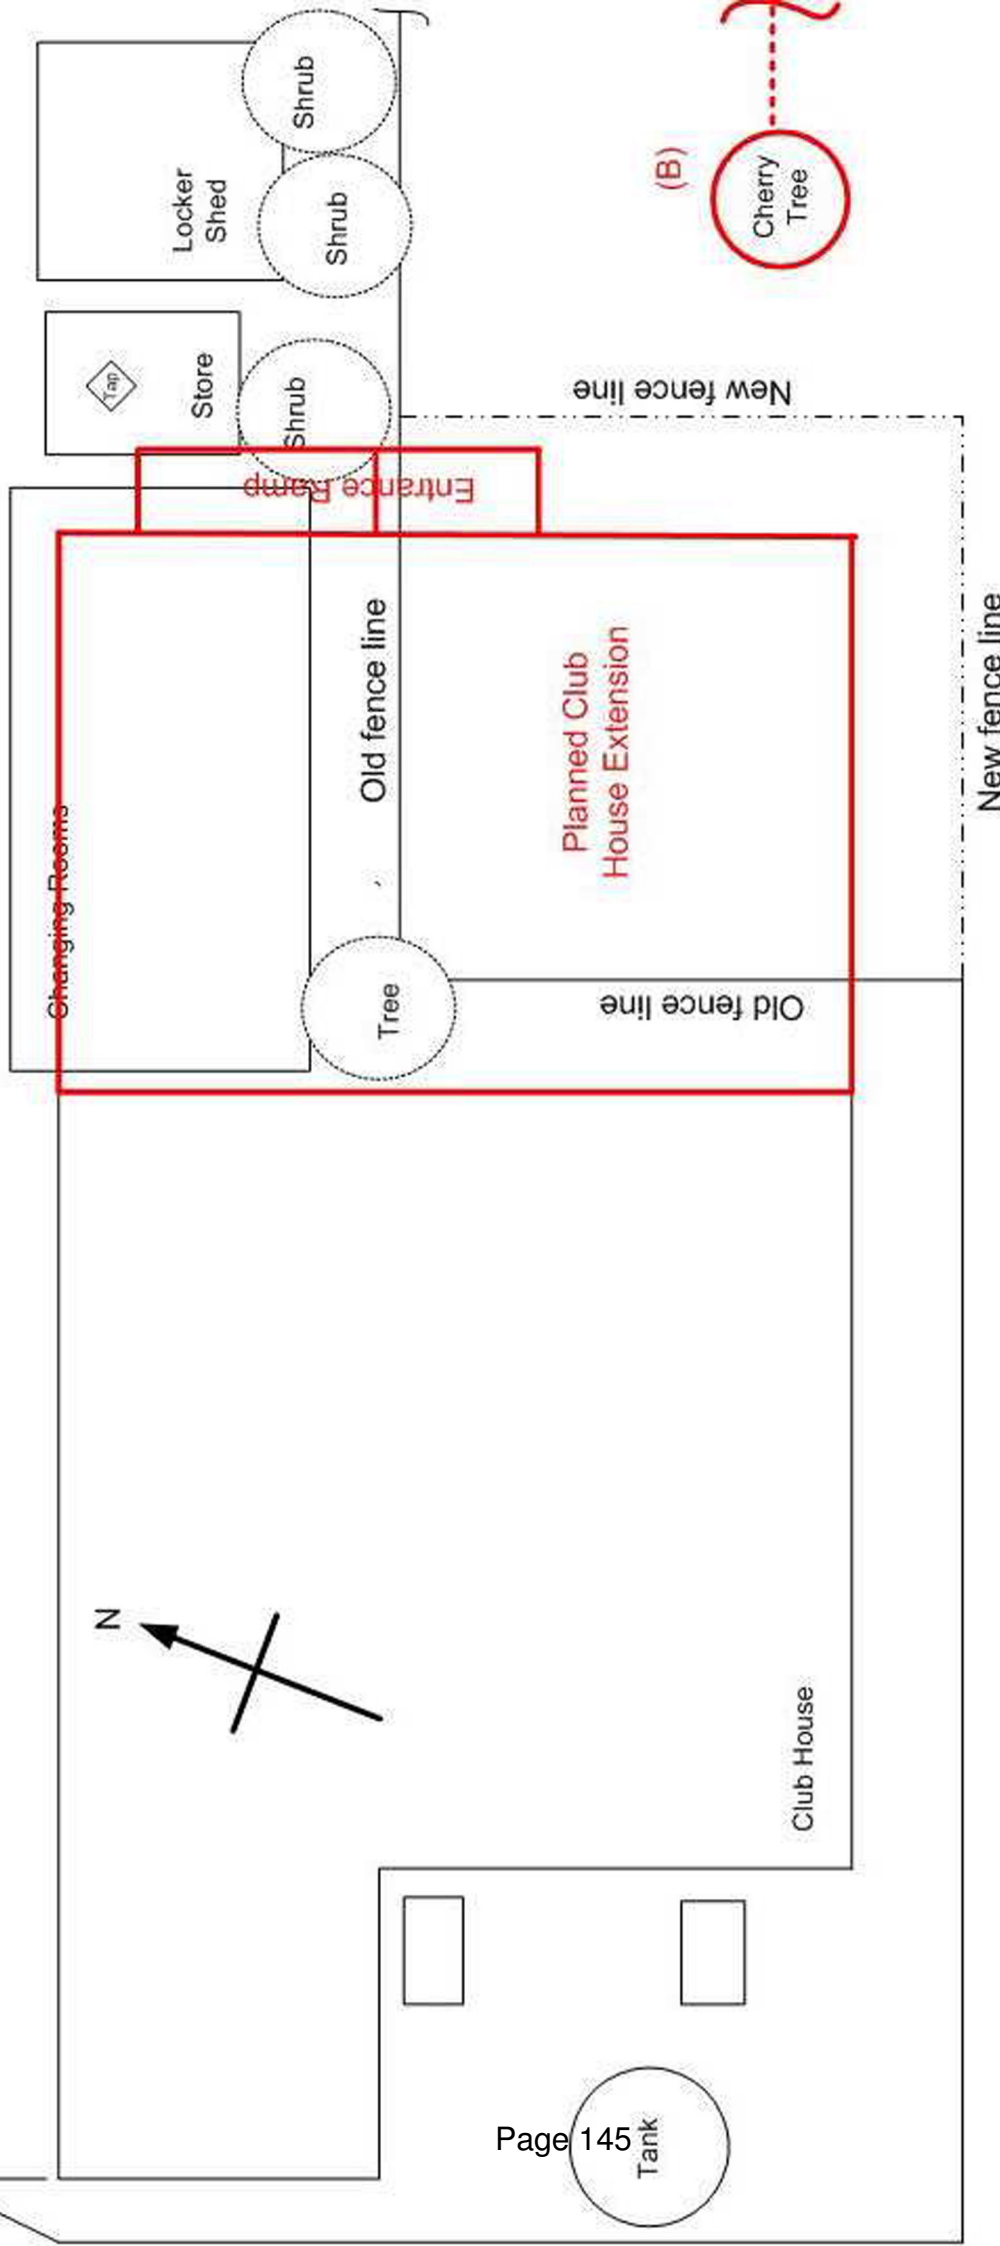 Shrub
Locker
Shed
Shrub
(B)
Cherry
Tree
Tap
Store
Shrub
New fence line
Entrance Ramp
Old fence line
Planned Club
House Extension
New fence line
Changing Rooms
Tree
Old fence line
N
Club House
Page 145
Tank